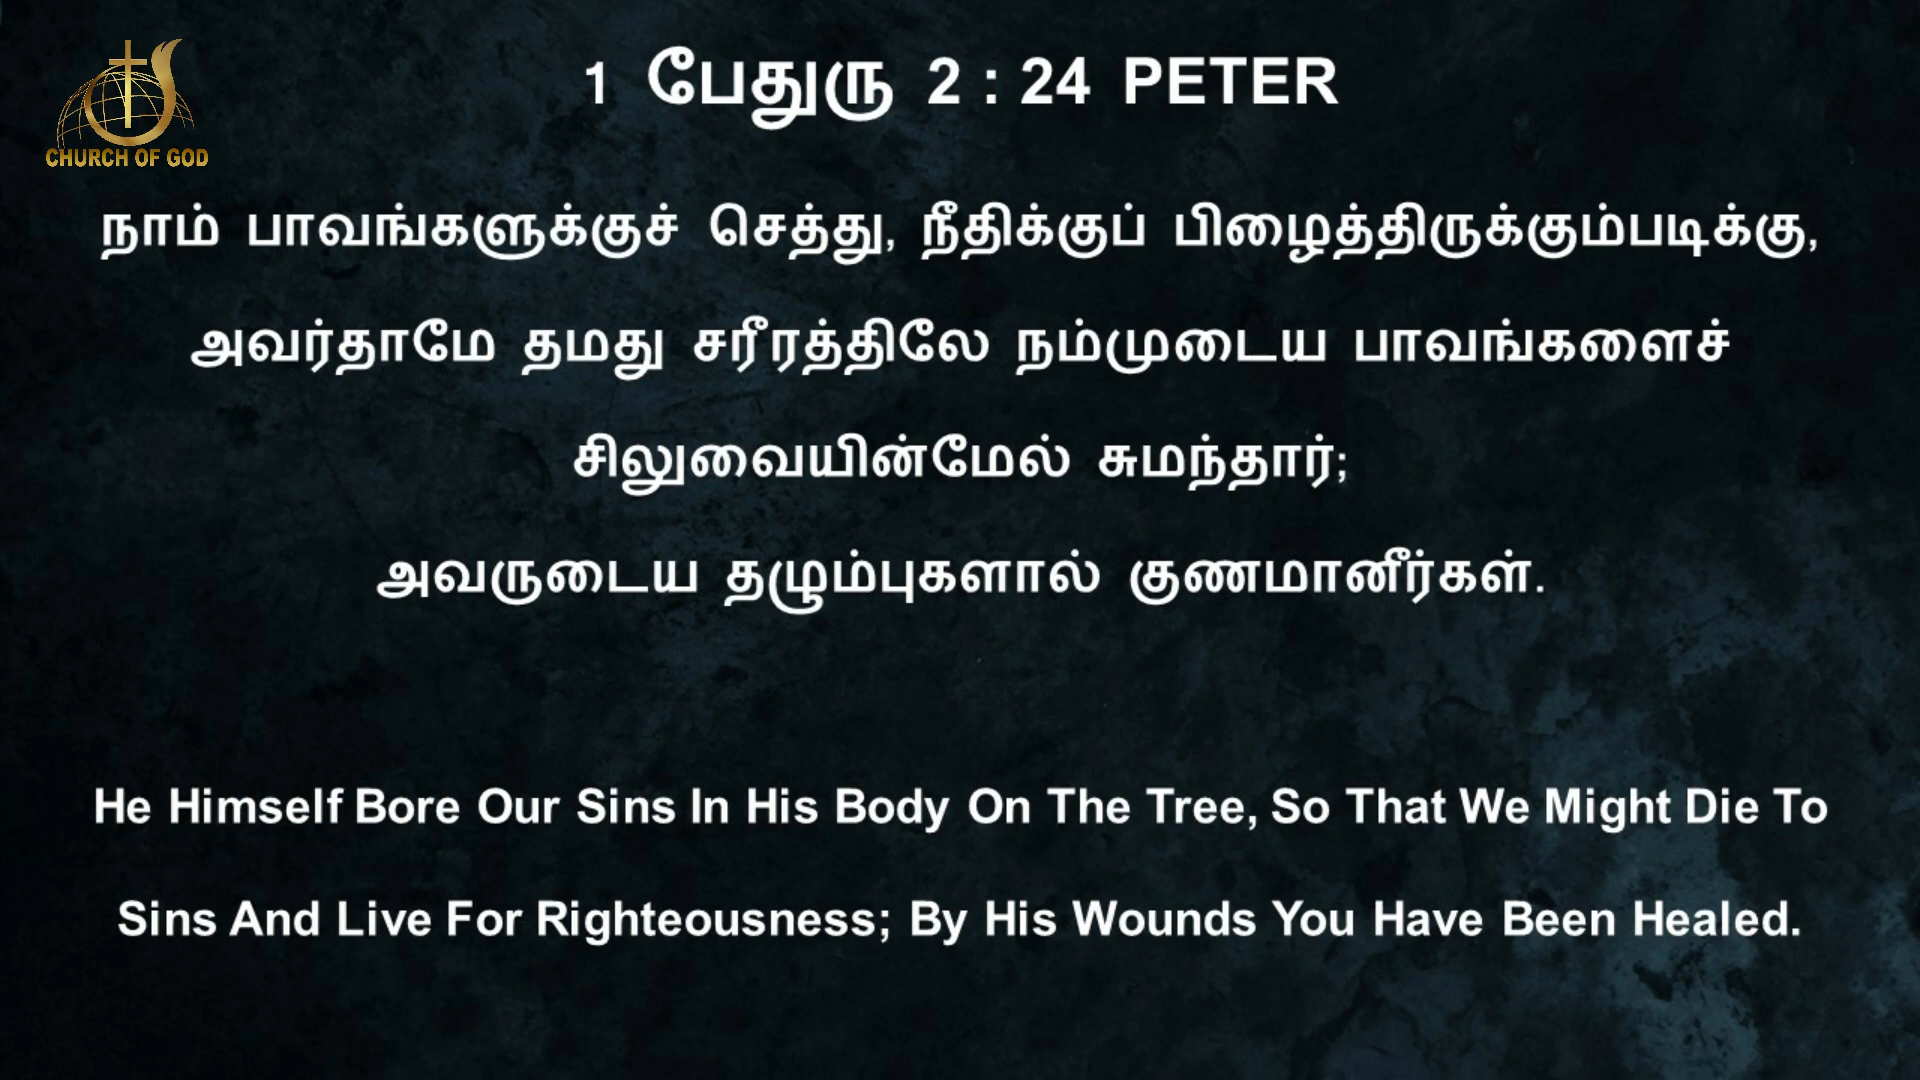 CHURCH OF GOD
1 பேதுரு 2 : 24 PETER
நாம் பாவங்களுக்குச் செத்து, நீதிக்குப் பிழைத்திருக்கும்படிக்கு,
அவர்தாமே தமது சரீரத்திலே நம்முடைய பாவங்களைச்
சிலுவையின்மேல் சுமந்தார்;
அவருடைய தழும்புகளால் குணமானீர்கள்.
He Himself Bore Our Sins In His Body On The Tree, So That We Might Die To
Sins And Live For Righteousness; By His Wounds You Have Been Healed.